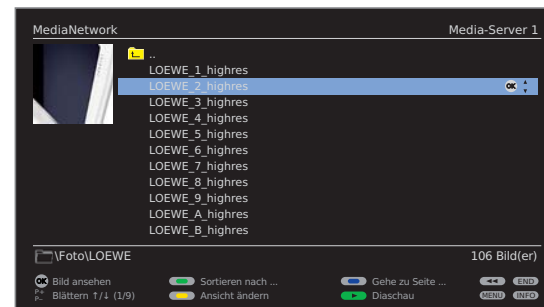 MediaNetwork Media-Server 1
..
LOEWE_1_highres
LOEWE_2_highres OK
LOEWE_3_highres
LOEWE_4_highres
LOEWE_5_highres
LOEWE_6_highres
LOEWE_7_highres
LOEWE_8_highres
LOEWE_9_highres
LOEWE_A_highres
LOEWE_B_highres
\Foto\LOEWE 106 Bild(er)
OK Bild ansehen Sortieren nach ... Gehe zu Seite ... END
P+ P– Blättern ↑/↓ (1/9) Ansicht ändern Diaschau MENU INFO